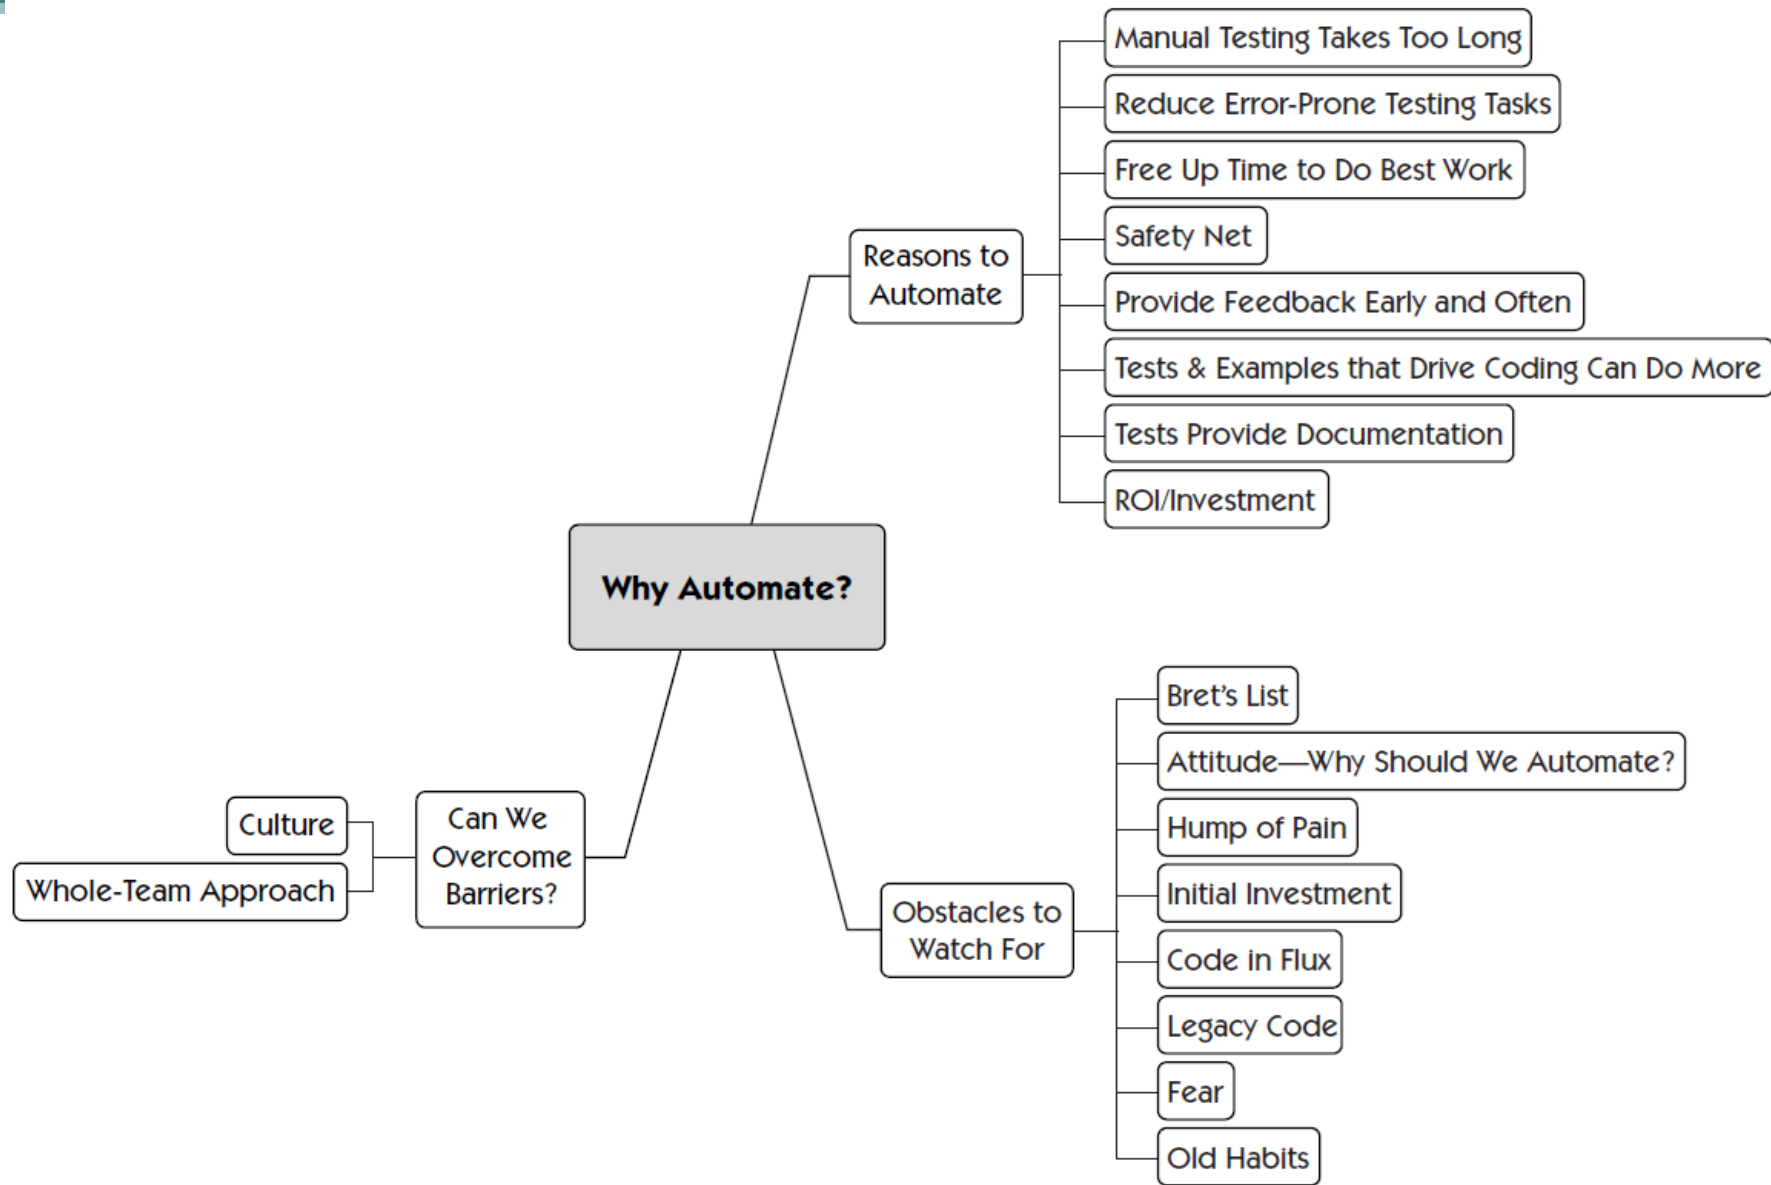 Manual Testing Takes Too Long
Reduce Error-Prone Testing Tasks
Free Up Time to Do Best Work
Safety Net
Reasons to
Automate
Provide Feedback Early and Often
Tests & Examples that Drive Coding Can Do More
Tests Provide Documentation
ROI/Investment
Why Automate?
Bret’s List
Attitude—Why Should We Automate?
Hump of Pain
Initial Investment
Code in Flux
Legacy Code
Fear
Old Habits
Obstacles to
Watch For
Can We
Overcome
Barriers?
Culture
Whole-Team Approach